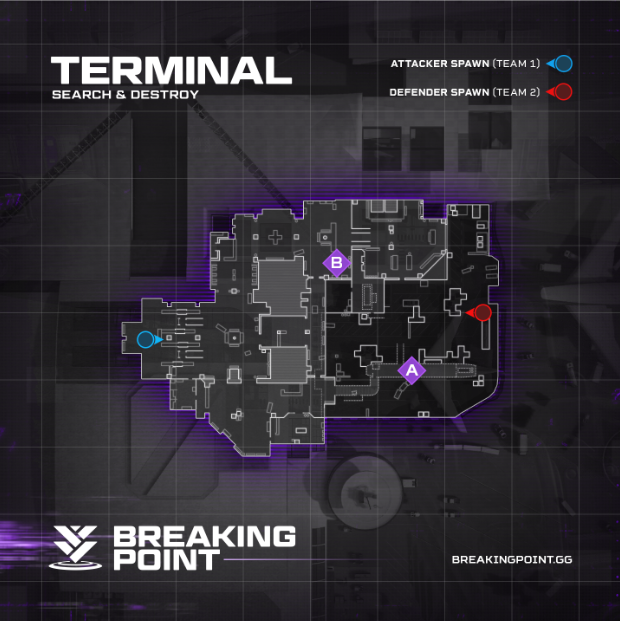 TERMINAL
SEARCH & DESTROY
ATTACKER SPAWN (TEAM 1)
DEFENDER SPAWN (TEAM 2)
B
A
BREAKING
POINT
BREAKINGPOINT.GG